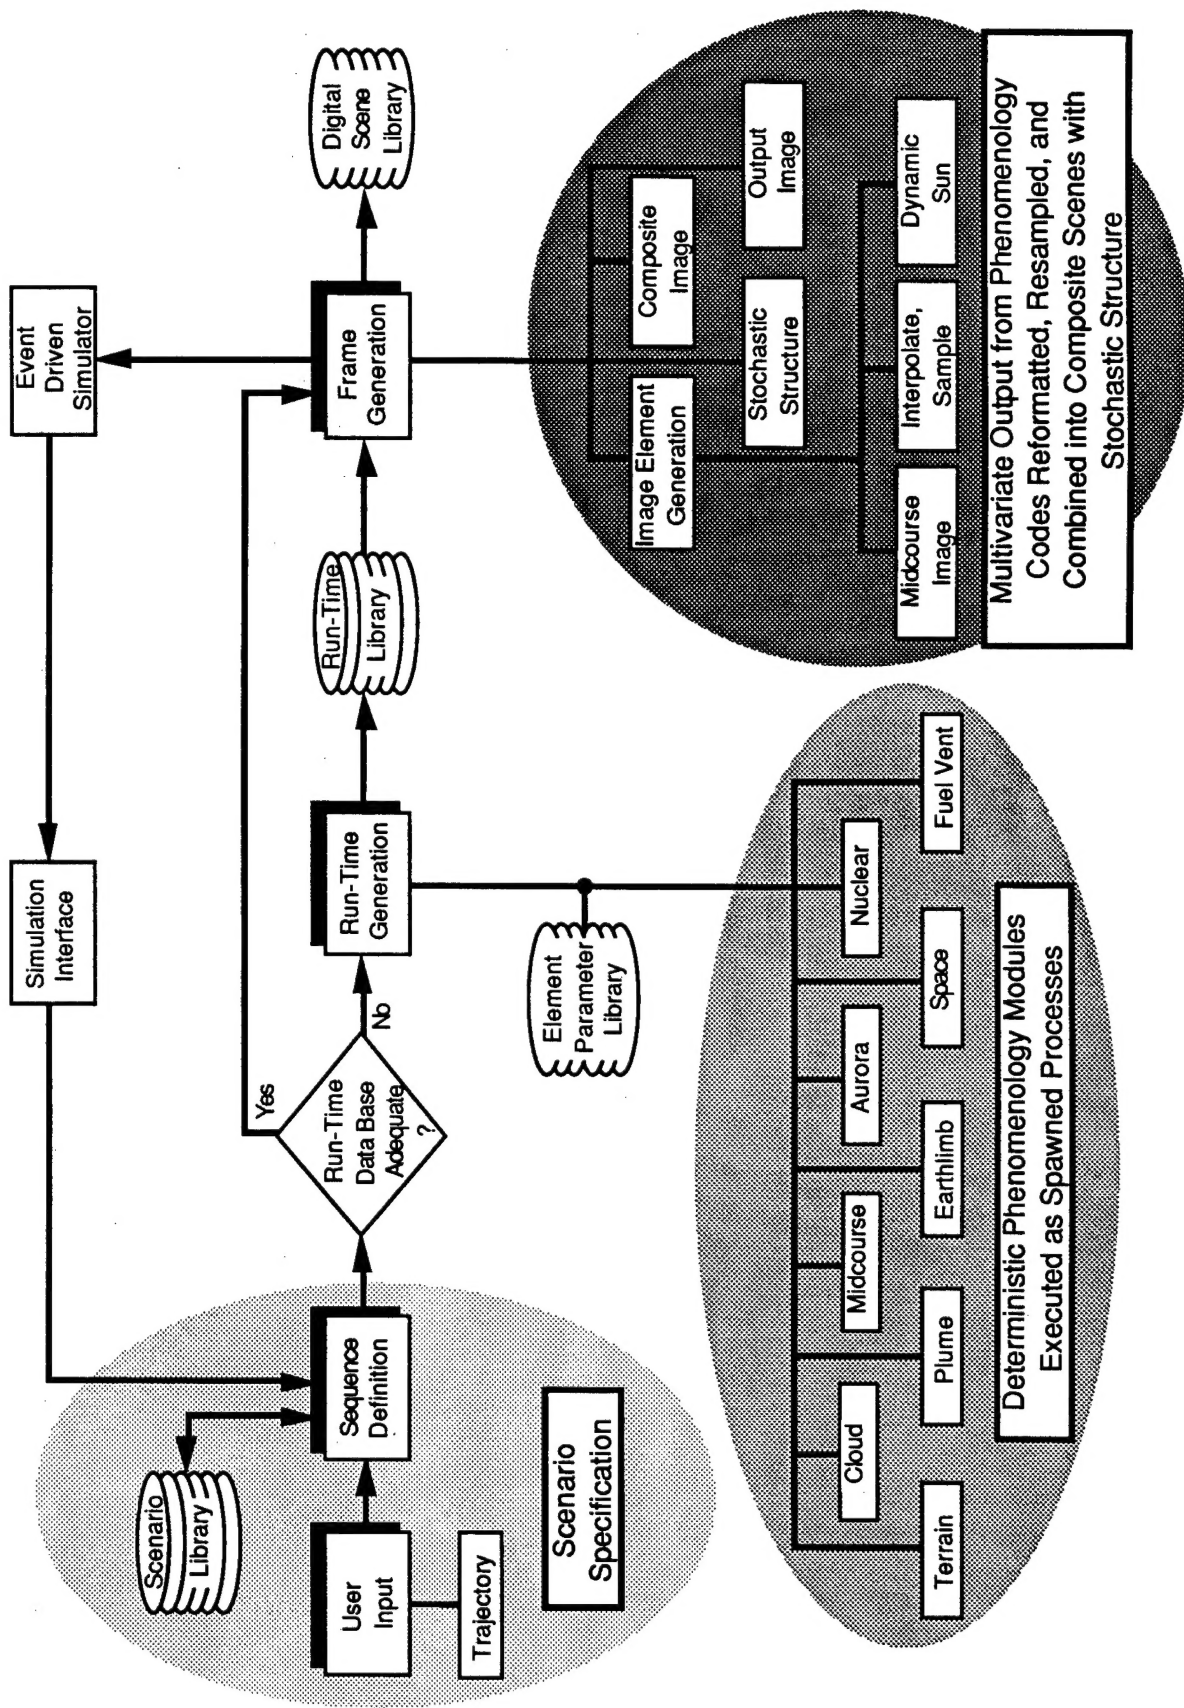 Event
Driven
Simulator
Simulation
Interface
Scenario
Library
User
Input
Trajectory
Sequence
Definition
Scenario
Specification
Run-Time
Data Base
Adequate
?
Yes
No
Run-Time
Generation
Run-Time
Library
Frame
Generation
Digital
Scene
Library
Element
Parameter
Library
Terrain
Cloud
Plume
Midcourse
Earthlimb
Aurora
Space
Nuclear
Fuel Vent
Deterministic Phenomenology Modules
Executed as Spawned Processes
Image Element
Generation
Composite
Image
Stochastic
Structure
Output
Image
Midcourse
Image
Interpolate,
Sample
Dynamic
Sun
Multivariate Output from Phenomenology
Codes Reformatted, Resampled, and
Combined into Composite Scenes with
Stochastic Structure